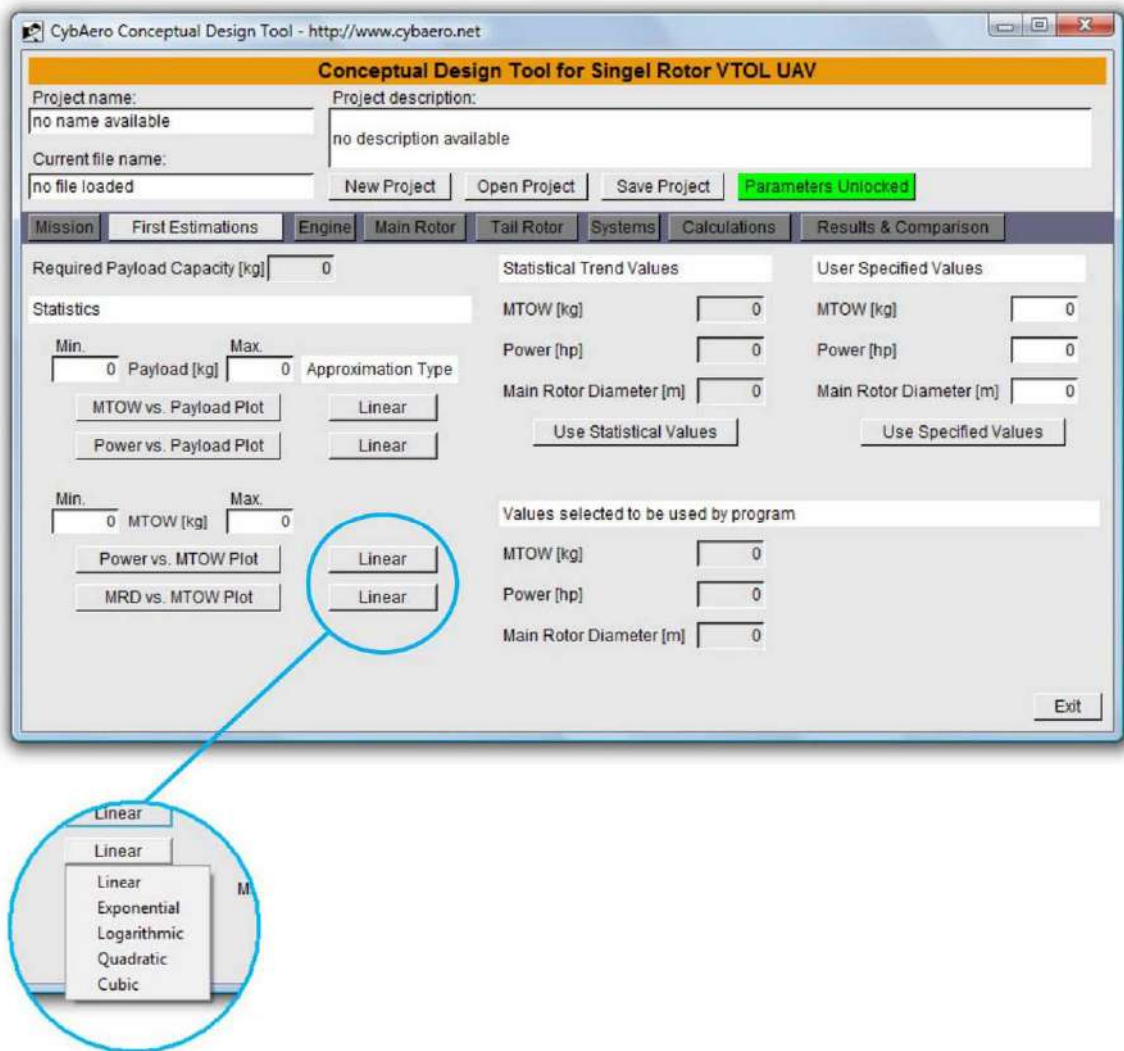 CybAero Conceptual Design Tool - http://www.cybaero.net
Conceptual Design Tool for Singel Rotor VTOL UAV
Project name:
Project description:
no name available
no description available
Current file name:
no file loaded
New Project
Open Project
Save Project
Parameters Unlocked
Mission
First Estimations
Engine
Main Rotor
Tail Rotor
Systems
Calculations
Results & Comparison
Required Payload Capacity [kg] 0
Statistics
Min. Max.
0 Payload [kg] 0
Approximation Type
MTOW vs. Payload Plot
Linear
Power vs. Payload Plot
Linear
Min. Max.
0 MTOW [kg] 0
Power vs. MTOW Plot
Linear
MRD vs. MTOW Plot
Linear
Statistical Trend Values
MTOW [kg] 0
Power [hp] 0
Main Rotor Diameter [m] 0
Use Statistical Values
User Specified Values
MTOW [kg] 0
Power [hp] 0
Main Rotor Diameter [m] 0
Use Specified Values
Values selected to be used by program
MTOW [kg] 0
Power [hp] 0
Main Rotor Diameter [m] 0
Exit
Linear
Linear
Linear
Exponential
Logarithmic
Quadratic
Cubic
M